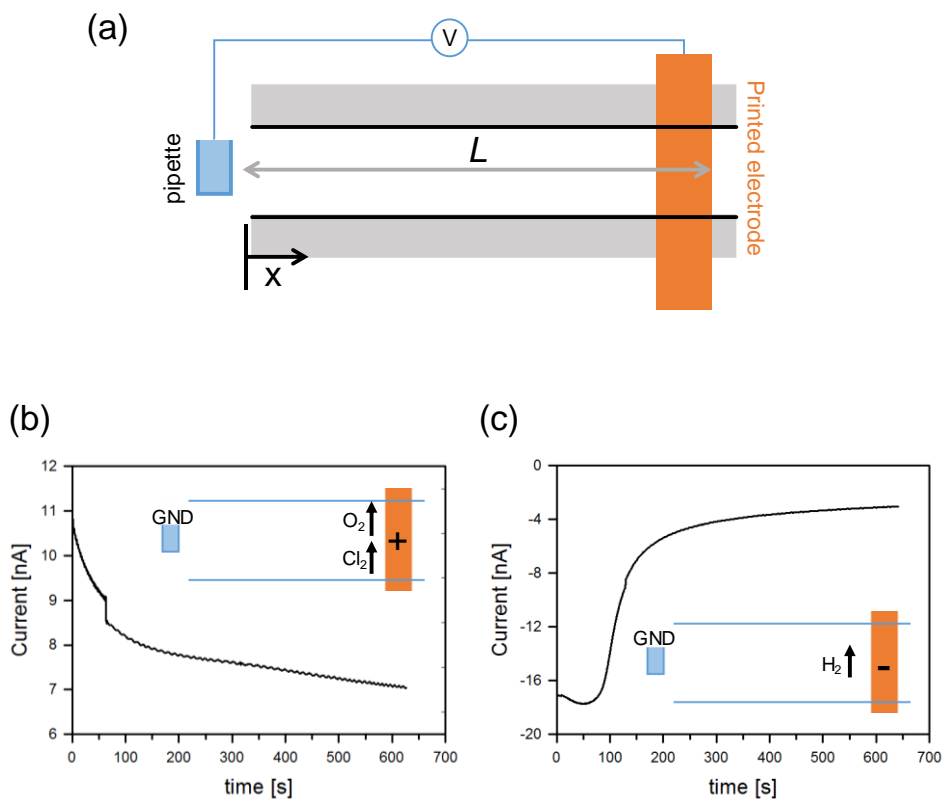 (a)
V
pipette
L
Printed electrode
x
(b)
12
11
10
9
8
7
6
Current [nA]
0 100 200 300 400 500 600 700
time [s]
GND
O₂
Cl₂
+
(c)
0
-4
-8
-12
-16
-20
Current [nA]
0 100 200 300 400 500 600 700
time [s]
GND
H₂
-